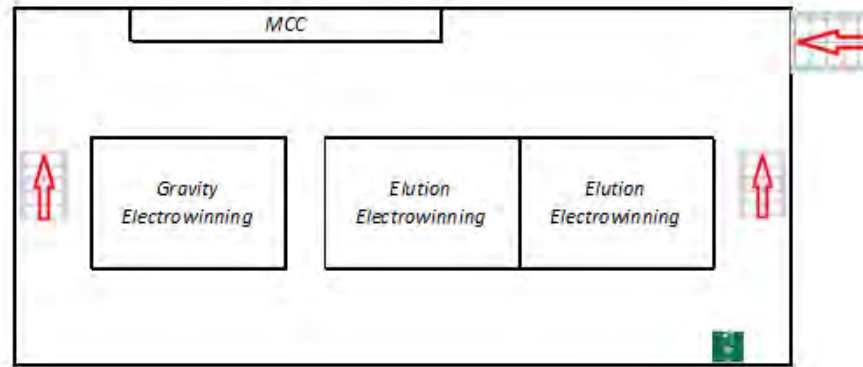 MCC
Gravity
Electrowinning
Elution
Electrowinning
Elution
Electrowinning